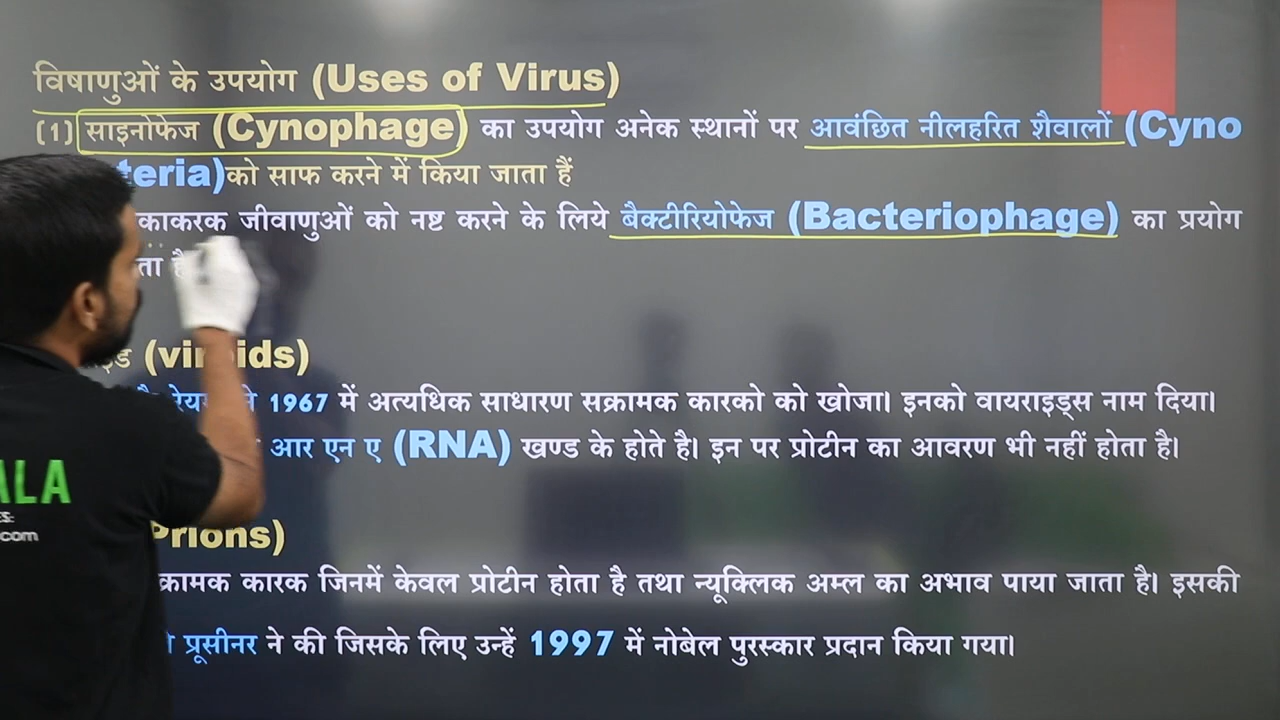 विषाणुओं के उपयोग (Uses of Virus)
(1) साइनोफेज (Cynophage) का उपयोग अनेक स्थानों पर आवंछित नीलहरित शैवालों (Cyno
teria)को साफ करने में किया जाता हैं
काकरक जीवाणुओं को नष्ट करने के लिये बैक्टीरियोफेज (Bacteriophage) का प्रयोग
ता है
(viroids)
1967 में अत्यधिक साधारण सक्रामक कारको को खोजा। इनको वायराइड्स नाम दिया।
आर एन ए (RNA) खण्ड के होते है। इन पर प्रोटीन का आवरण भी नहीं होता है।
Prions)
क्रामक कारक जिनमें केवल प्रोटीन होता है तथा न्यूक्लिक अम्ल का अभाव पाया जाता है। इसकी
प्रूसीनर ने की जिसके लिए उन्हें 1997 में नोबेल पुरस्कार प्रदान किया गया।
ALA
com